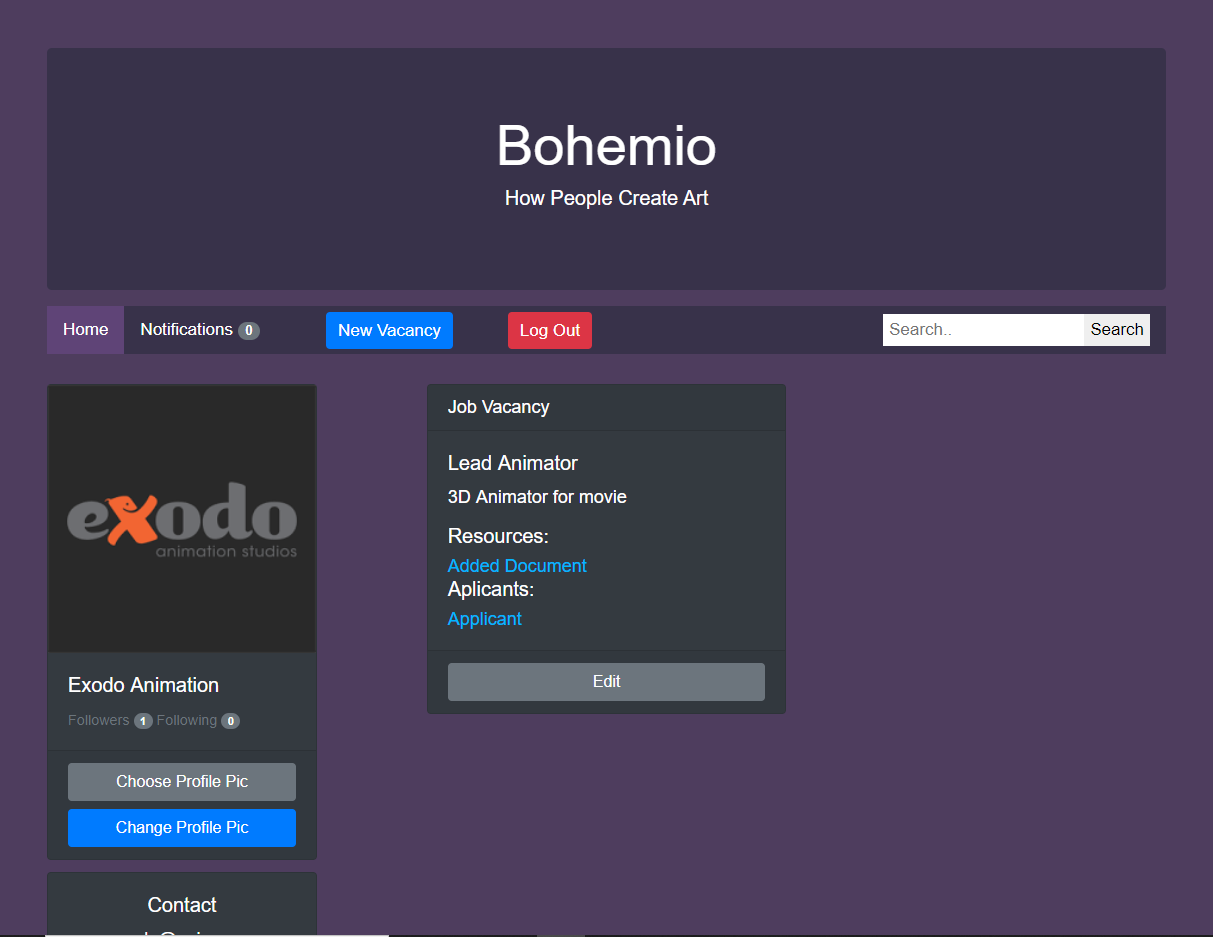 Bohemio
How People Create Art
Home Notifications 0 New Vacancy Log Out Search.. Search
exodo
animation studios
Exodo Animation
Followers 1 Following 0
Choose Profile Pic
Change Profile Pic
Contact
Job Vacancy
Lead Animator
3D Animator for movie
Resources:
Added Document
Aplicants:
Applicant
Edit